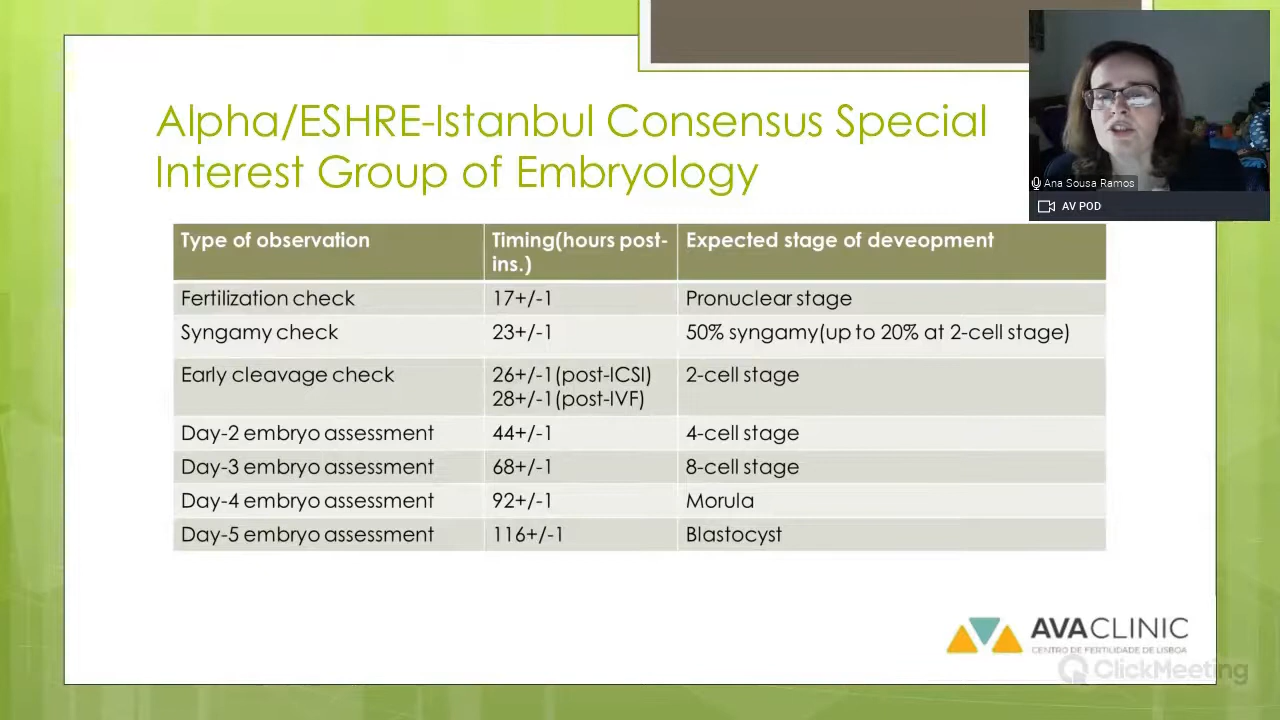 Alpha/ESHRE-Istanbul Consensus Special
Interest Group of Embryology
Ana Sousa Ramos
AV POD
Type of observation
Timing(hours post-
ins.)
Expected stage of deveopment
Fertilization check
17+/-1
Pronuclear stage
Syngamy check
23+/-1
50% syngamy(up to 20% at 2-cell stage)
Early cleavage check
26+/-1(post-ICSI)
28+/-1(post-IVF)
2-cell stage
Day-2 embryo assessment
44+/-1
4-cell stage
Day-3 embryo assessment
68+/-1
8-cell stage
Day-4 embryo assessment
92+/-1
Morula
Day-5 embryo assessment
116+/-1
Blastocyst
AVACLINIC
CENTRO DE FERTILIDADE DE LISBOA
ClickMeeting